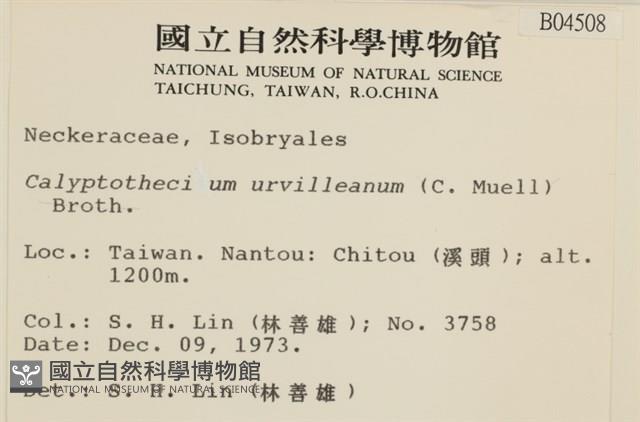 B04508
國立自然科學博物館
NATIONAL MUSEUM OF NATURAL SCIENCE
TAICHUNG, TAIWAN, R.O.CHINA
Neckeraceae, Isobryales
Calyptotheci um urvilleanum (C. Muell)
Broth.
Loc.: Taiwan. Nantou: Chitou (溪頭); alt.
1200m.
Col.: S. H. Lin (林善雄); No. 3758
Date: Dec. 09, 1973.
國立自然科學博物館
NATIONAL MUSEUM OF NATURAL SCIENCE
Det.: S. H. Lin (林善雄)